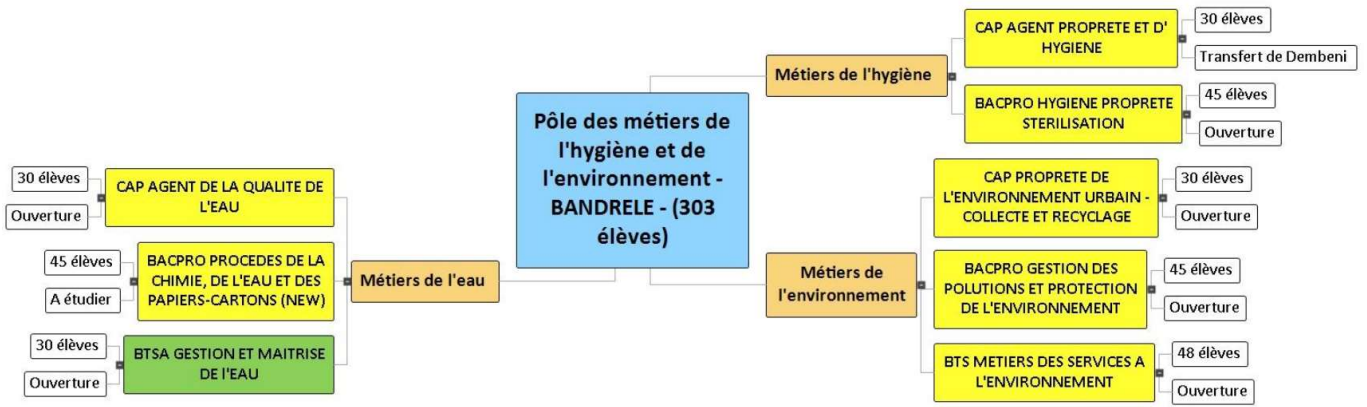 Pôle des métiers de
l'hygiène et de
l'environnement -
BANDRELE - (303
élèves)
Métiers de l'hygiène
CAP AGENT PROPRETE ET D'
HYGIENE
30 élèves
Transfert de Dembeni
BACPRO HYGIENE PROPRETE
STERILISATION
45 élèves
Ouverture
Métiers de
l'environnement
CAP PROPRETE DE
L'ENVIRONNEMENT URBAIN -
COLLECTE ET RECYCLAGE
30 élèves
Ouverture
BACPRO GESTION DES
POLUTIONS ET PROTECTION
DE L'ENVIRONNEMENT
45 élèves
Ouverture
BTS METIERS DES SERVICES A
L'ENVIRONNEMENT
48 élèves
Ouverture
Métiers de l'eau
CAP AGENT DE LA QUALITE DE
L'EAU
30 élèves
Ouverture
BACPRO PROCEDES DE LA
CHIMIE, DE L'EAU ET DES
PAPIERS-CARTONS (NEW)
45 élèves
A étudier
BTSA GESTION ET MAITRISE
DE l'EAU
30 élèves
Ouverture